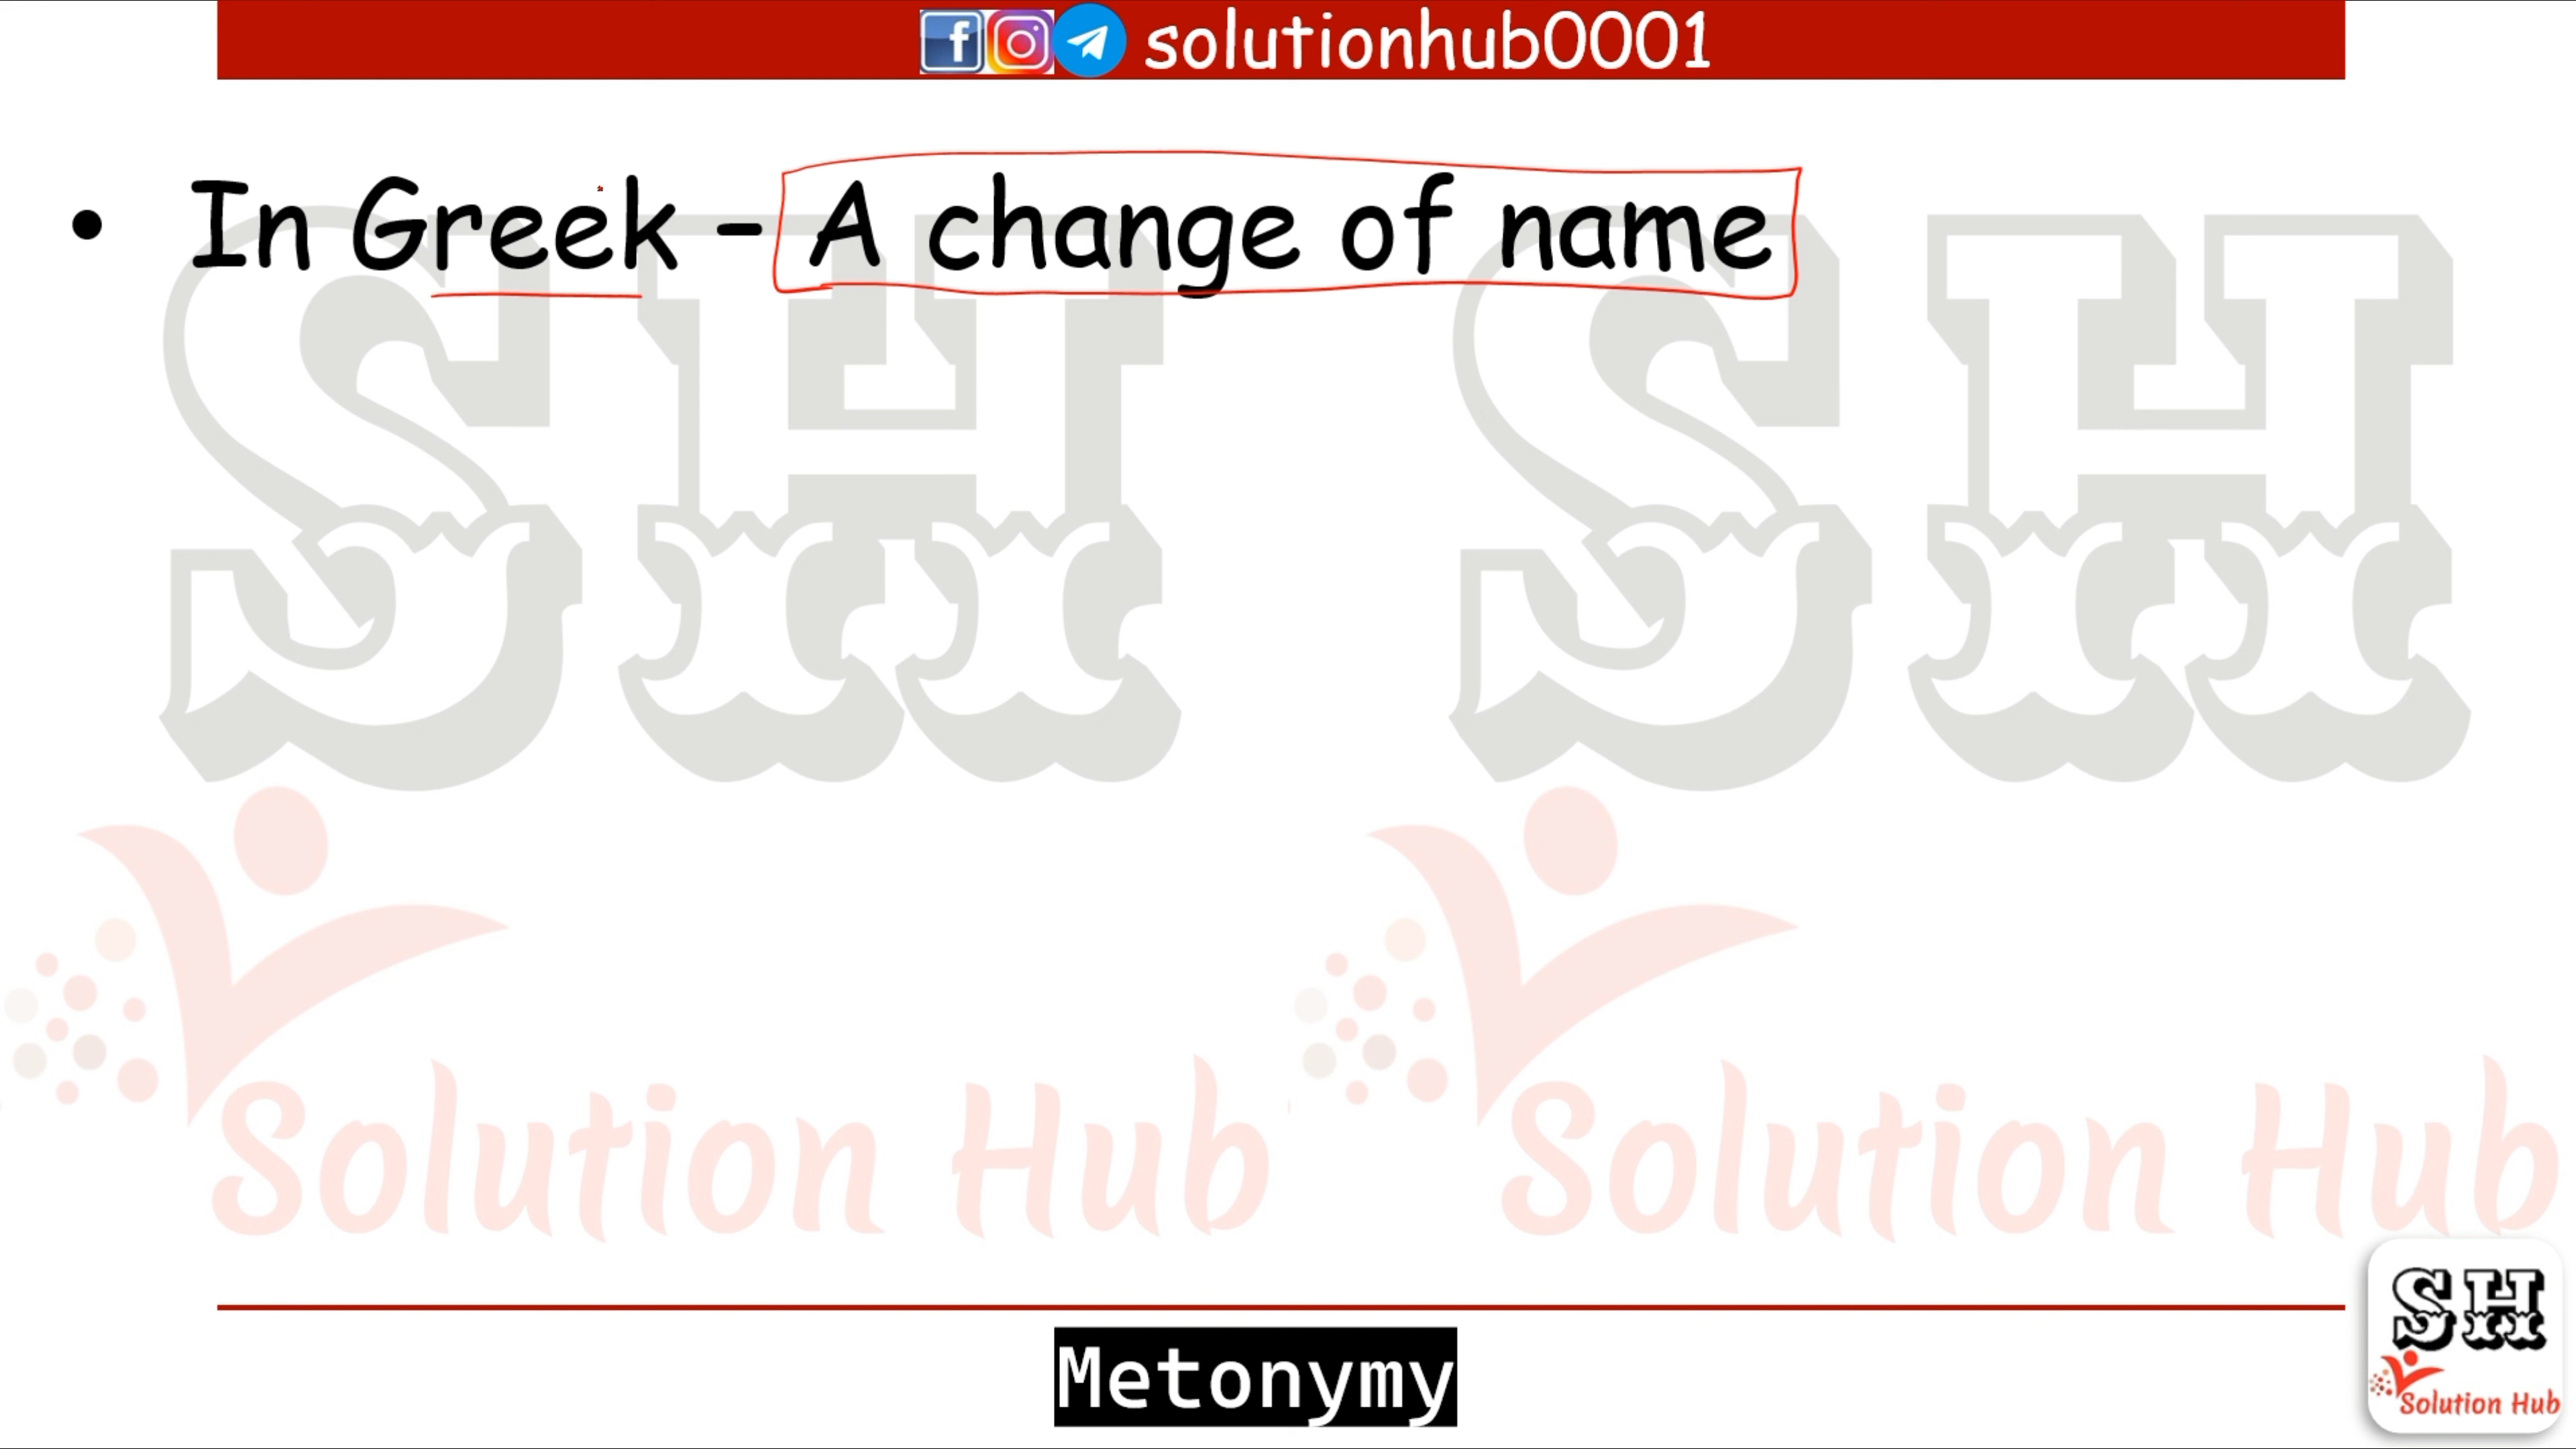 solutionhub0001
• In Greek – A change of name
SH SH
Solution Hub Solution Hub
SH
Solution Hub
Metonymy